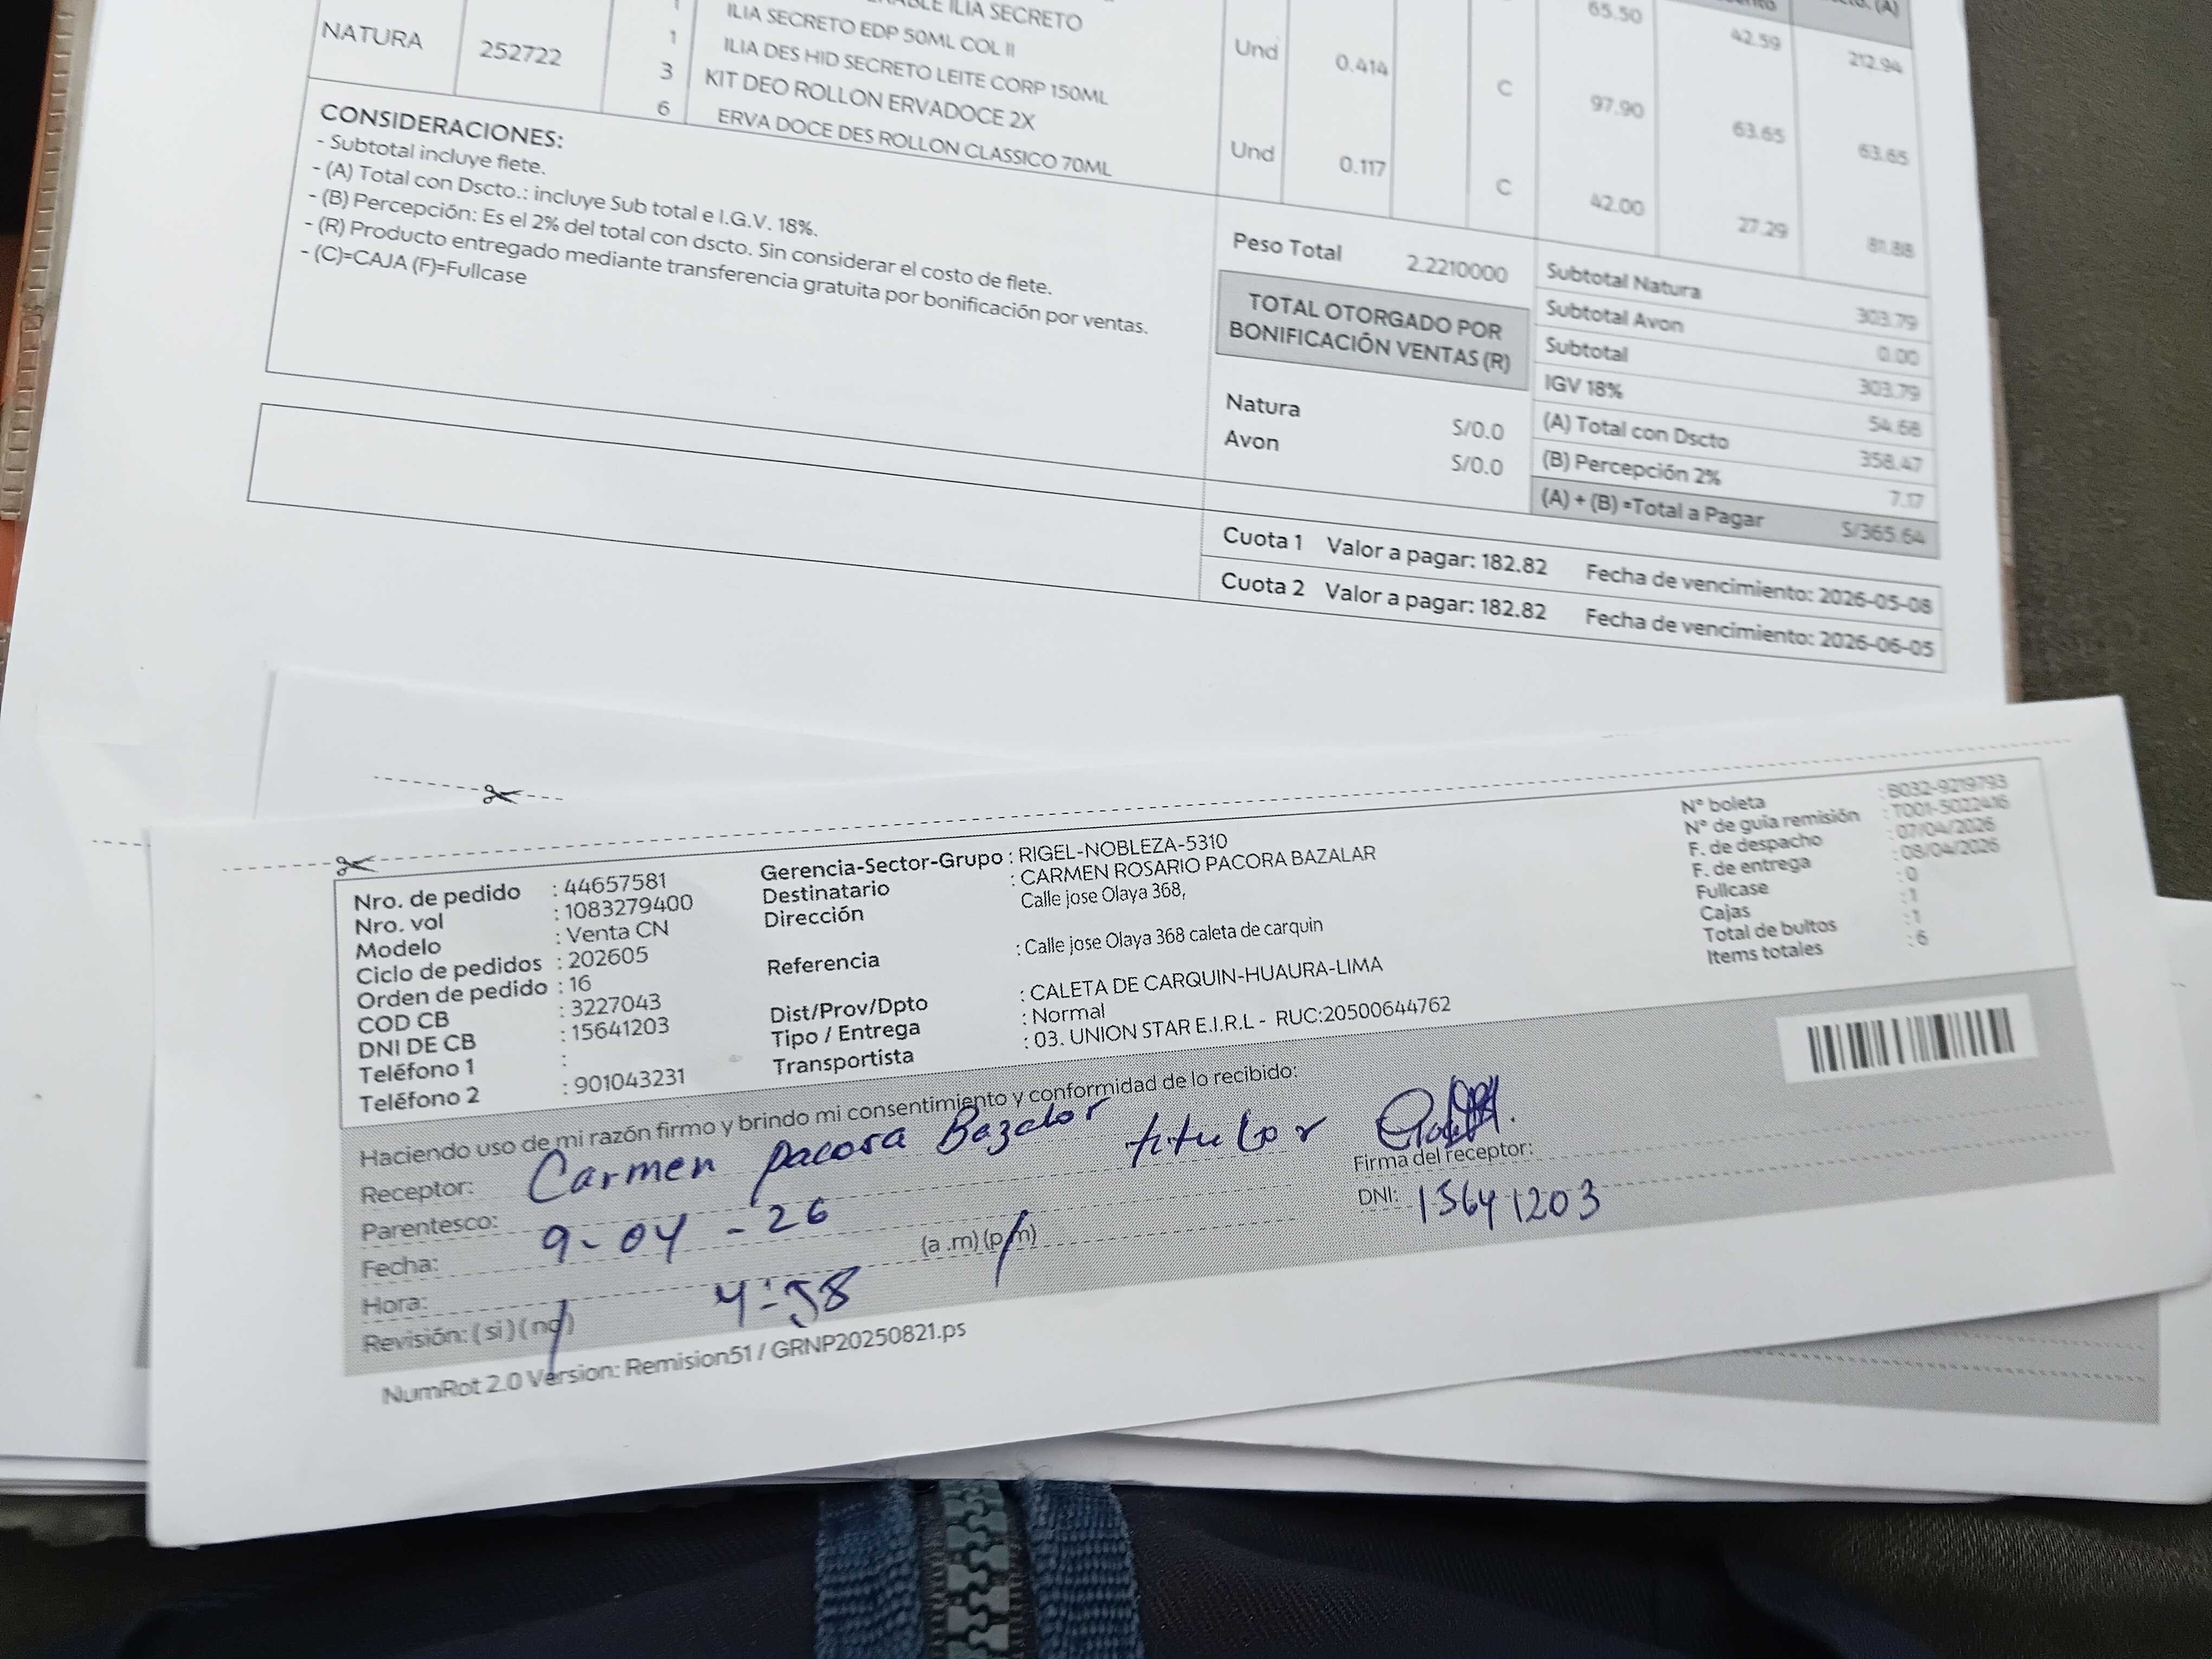 ILIA SECRETO
65.50 42.59 212.94
1 ILIA SECRETO EDP 50ML COL II
NATURA 252722 1 ILIA DES HID SECRETO LEITE CORP 150ML Und 0.414 C 97.90 63.65 63.65
3 KIT DEO ROLLON ERVADOCE 2X
6 ERVA DOCE DES ROLLON CLASSICO 70ML Und 0.117 C 42.00 27.29 81.88
CONSIDERACIONES:
- Subtotal incluye flete.
- (A) Total con Dscto.: incluye Sub total e I.G.V. 18%.
- (B) Percepción: Es el 2% del total con dscto. Sin considerar el costo de flete.
- (R) Producto entregado mediante transferencia gratuita por bonificación por ventas.
- (C)=CAJA (F)=Fullcase
Peso Total 2.2210000
TOTAL OTORGADO POR
BONIFICACIÓN VENTAS (R)
Natura S/0.0
Avon S/0.0
Subtotal Natura 303.79
Subtotal Avon 0.00
Subtotal 303.79
IGV 18% 54.68
(A) Total con Dscto 358.47
(B) Percepción 2% 7.17
(A) + (B) =Total a Pagar S/365.64
Cuota 1 Valor a pagar: 182.82 Fecha de vencimiento: 2026-05-08
Cuota 2 Valor a pagar: 182.82 Fecha de vencimiento: 2026-06-05
Nro. de pedido : 44657581
Nro. vol : 1083279400
Modelo : Venta CN
Ciclo de pedidos : 202605
Orden de pedido : 16
COD CB : 3227043
DNI DE CB : 15641203
Teléfono 1 :
Teléfono 2 : 901043231
Gerencia-Sector-Grupo : RIGEL-NOBLEZA-5310
Destinatario : CARMEN ROSARIO PACORA BAZALAR
Dirección Calle jose Olaya 368,
Referencia : Calle jose Olaya 368 caleta de carquin
Dist/Prov/Dpto : CALETA DE CARQUIN-HUAURA-LIMA
Tipo / Entrega : Normal
Transportista : 03. UNION STAR E.I.R.L - RUC:20500644762
N° boleta : B032-9219793
N° de guía remisión : T001-5022416
F. de despacho : 07/04/2026
F. de entrega : 08/04/2026
Fullcase : 0
Cajas : 1
Total de bultos : 1
Items totales : 6
Haciendo uso de mi razón firmo y brindo mi consentimiento y conformidad de lo recibido:
Receptor: Carmen pacora Bazalar titular
Firma del receptor:
Parentesco:
DNI: 15641203
Fecha: 9-04-26
Hora: 4:58 (a .m) (p.m)
Revisión: ( si ) ( no )
NumRot 2.0 Version: Remision51 / GRNP20250821.ps